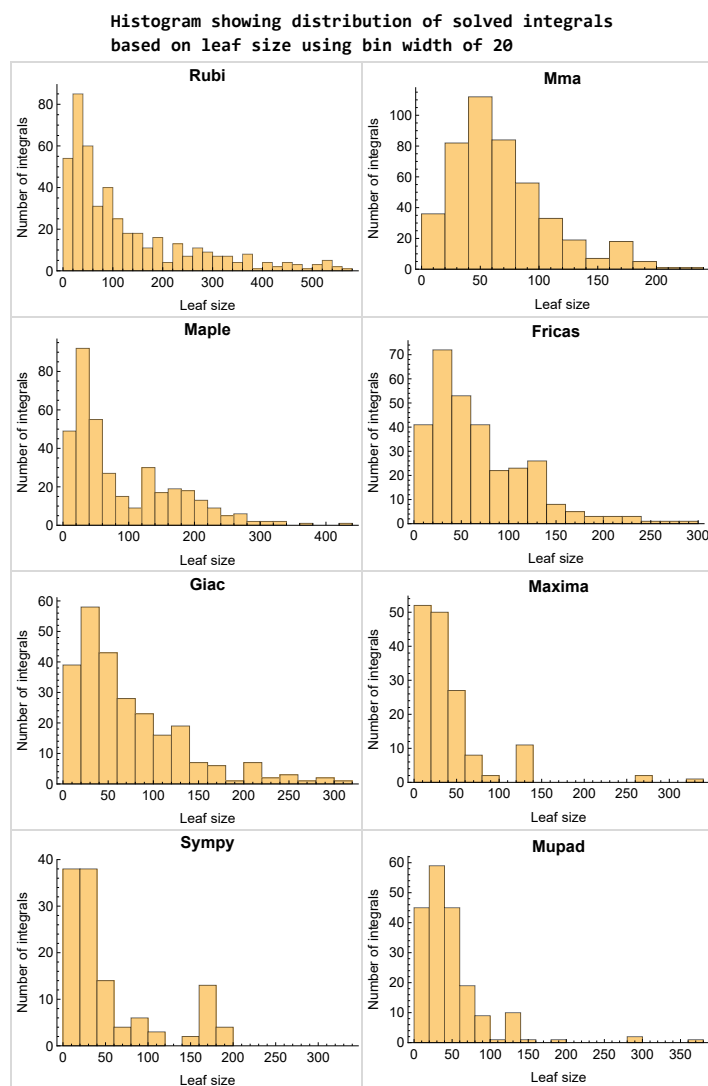 Histogram showing distribution of solved integrals
based on leaf size using bin width of 20
Rubi
Number of integrals
0 20 40 60 80
0 100 200 300 400 500
Leaf size
Mma
Number of integrals
0 20 40 60 80 100
0 50 100 150 200
Leaf size
Maple
Number of integrals
0 20 40 60 80
0 100 200 300 400
Leaf size
Fricas
Number of integrals
0 10 20 30 40 50 60 70
0 50 100 150 200 250 300
Leaf size
Giac
Number of integrals
0 10 20 30 40 50 60
0 50 100 150 200 250 300
Leaf size
Maxima
Number of integrals
0 10 20 30 40 50
0 50 100 150 200 250 300
Leaf size
Sympy
Number of integrals
0 10 20 30 40
0 50 100 150 200 250 300
Leaf size
Mupad
Number of integrals
0 10 20 30 40 50 60
0 50 100 150 200 250 300 350
Leaf size